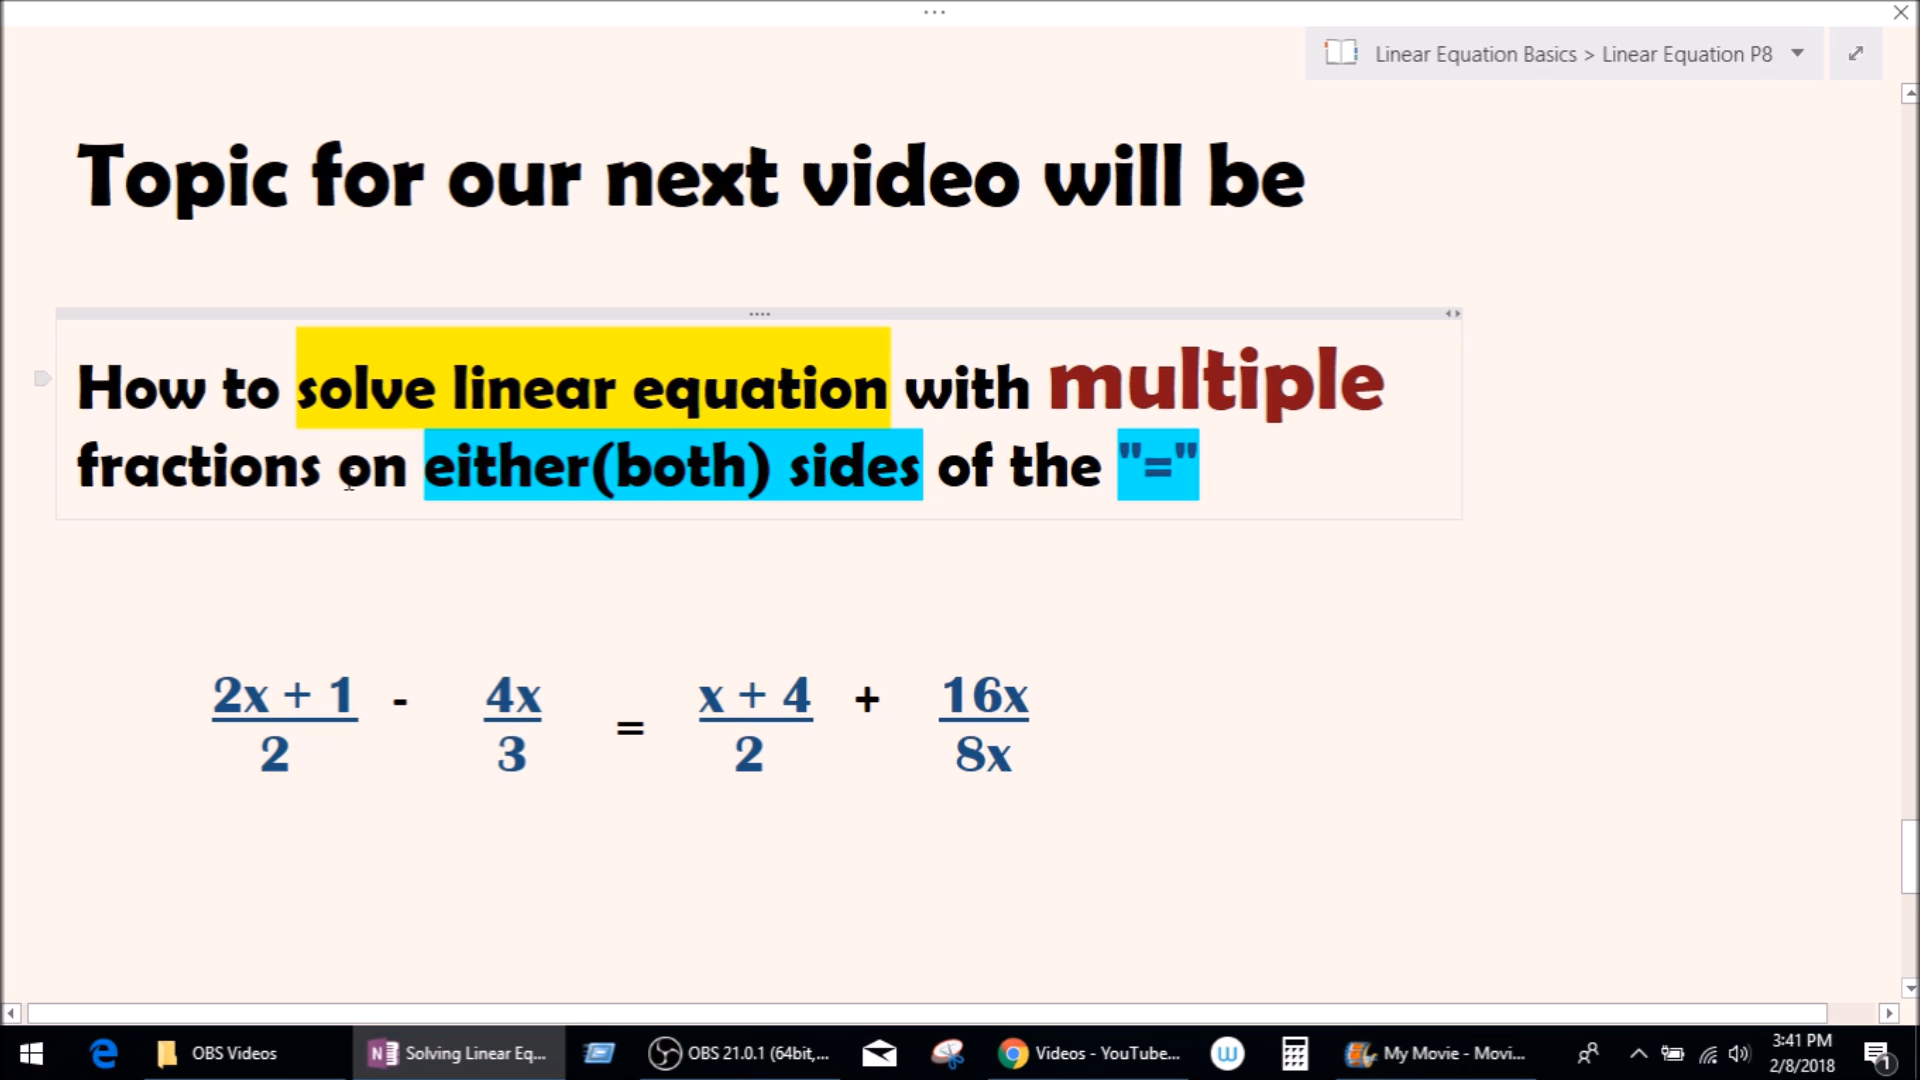 Linear Equation Basics > Linear Equation P8
Topic for our next video will be
How to solve linear equation with multiple
fractions on either(both) sides of the "="
2x + 1 - 4x = x + 4 + 16x
2 3 2 8x
OBS Videos
Solving Linear Eq...
OBS 21.0.1 (64bit,...
Videos - YouTube...
My Movie - Movi...
3:41 PM
2/8/2018
1